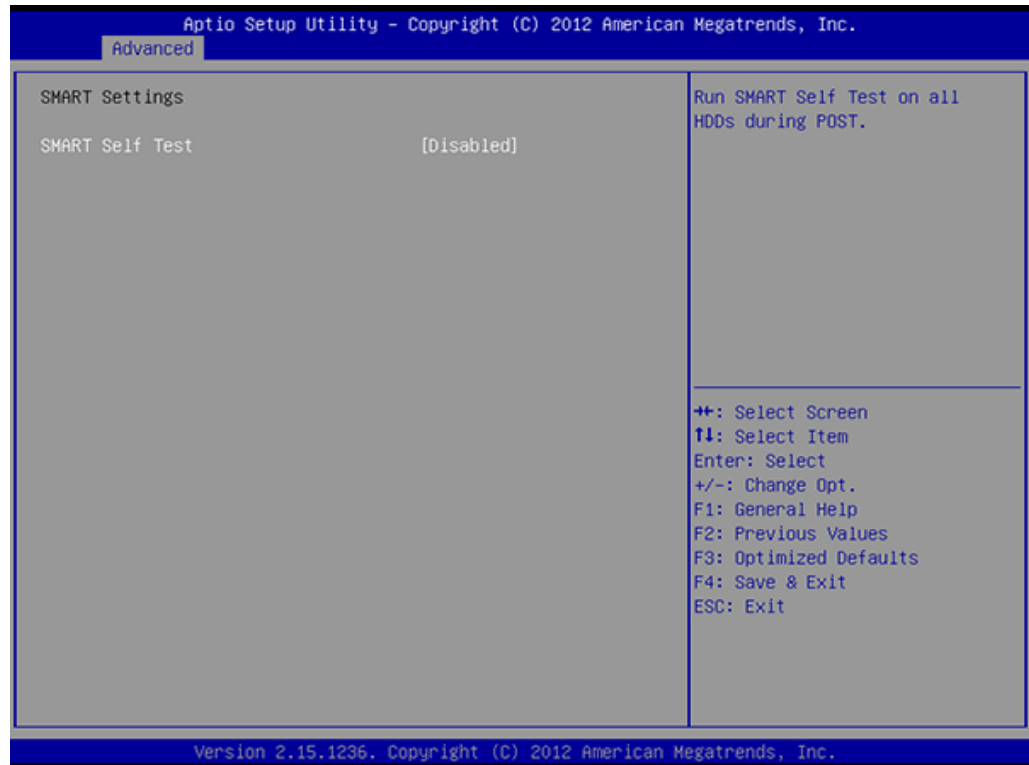 Aptio Setup Utility – Copyright (C) 2012 American Megatrends, Inc.
Advanced
SMART Settings
SMART Self Test [Disabled]
Run SMART Self Test on all
HDDs during POST.
→←: Select Screen
↑↓: Select Item
Enter: Select
+/-: Change Opt.
F1: General Help
F2: Previous Values
F3: Optimized Defaults
F4: Save & Exit
ESC: Exit
Version 2.15.1236. Copyright (C) 2012 American Megatrends, Inc.